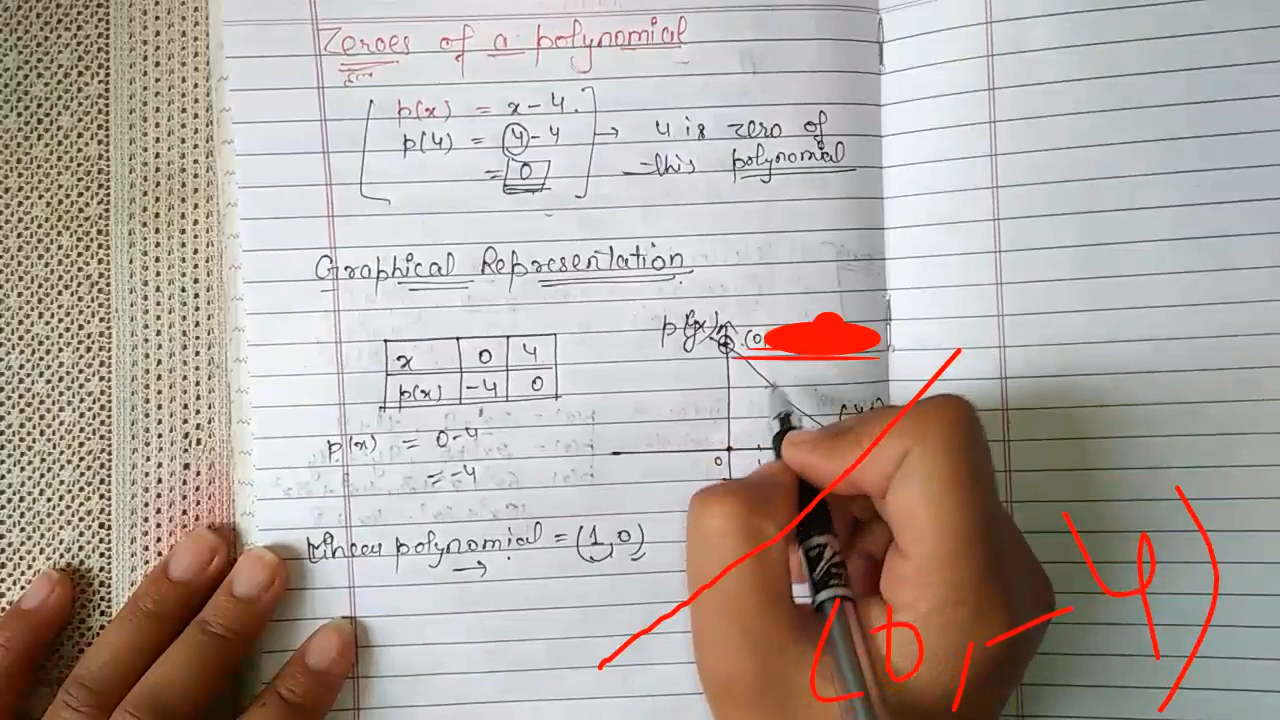 Zeroes of a polynomial
p(x) = x - 4.
p(4) = 4 - 4
= 0
→ 4 is zero of
this polynomial
Graphical Representation
x 0 4
p(x) -4 0
p(x) = 0-4
= -4
p(x)
(0,
0
Linear polynomial = (1,0)
→
(0,-4)